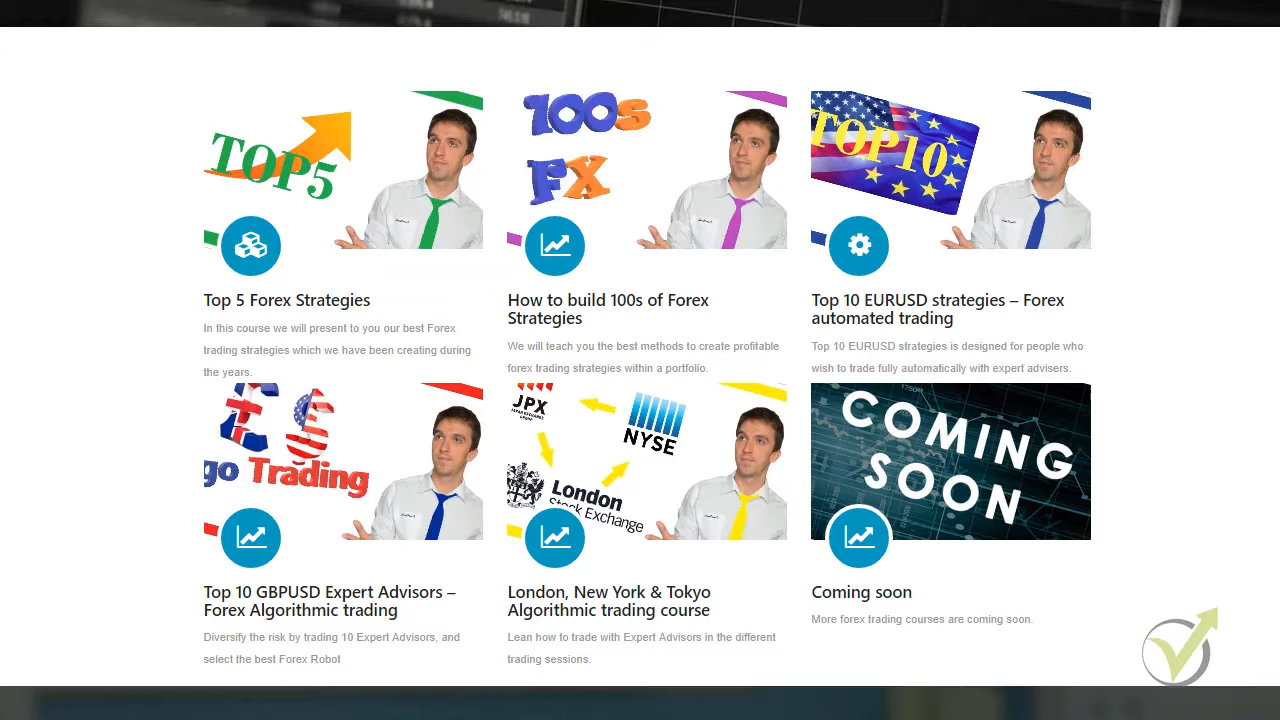 TOP5
100s
FX
TOP10
Top 5 Forex Strategies
In this course we will present to you our best Forex
trading strategies which we have been creating during
the years.
How to build 100s of Forex
Strategies
We will teach you the best methods to create profitable
forex trading strategies within a portfolio.
Top 10 EURUSD strategies – Forex
automated trading
Top 10 EURUSD strategies is designed for people who
wish to trade fully automatically with expert advisers.
£ $
go Trading
JPX
JAPAN EXCHANGE
GROUP
NYSE
London
Stock Exchange
COMING
SOON
Top 10 GBPUSD Expert Advisors –
Forex Algorithmic trading
Diversify the risk by trading 10 Expert Advisors, and
select the best Forex Robot
London, New York & Tokyo
Algorithmic trading course
Lean how to trade with Expert Advisors in the different
trading sessions.
Coming soon
More forex trading courses are coming soon.